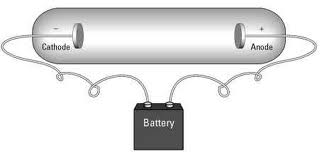 − +
Cathode Anode
Battery